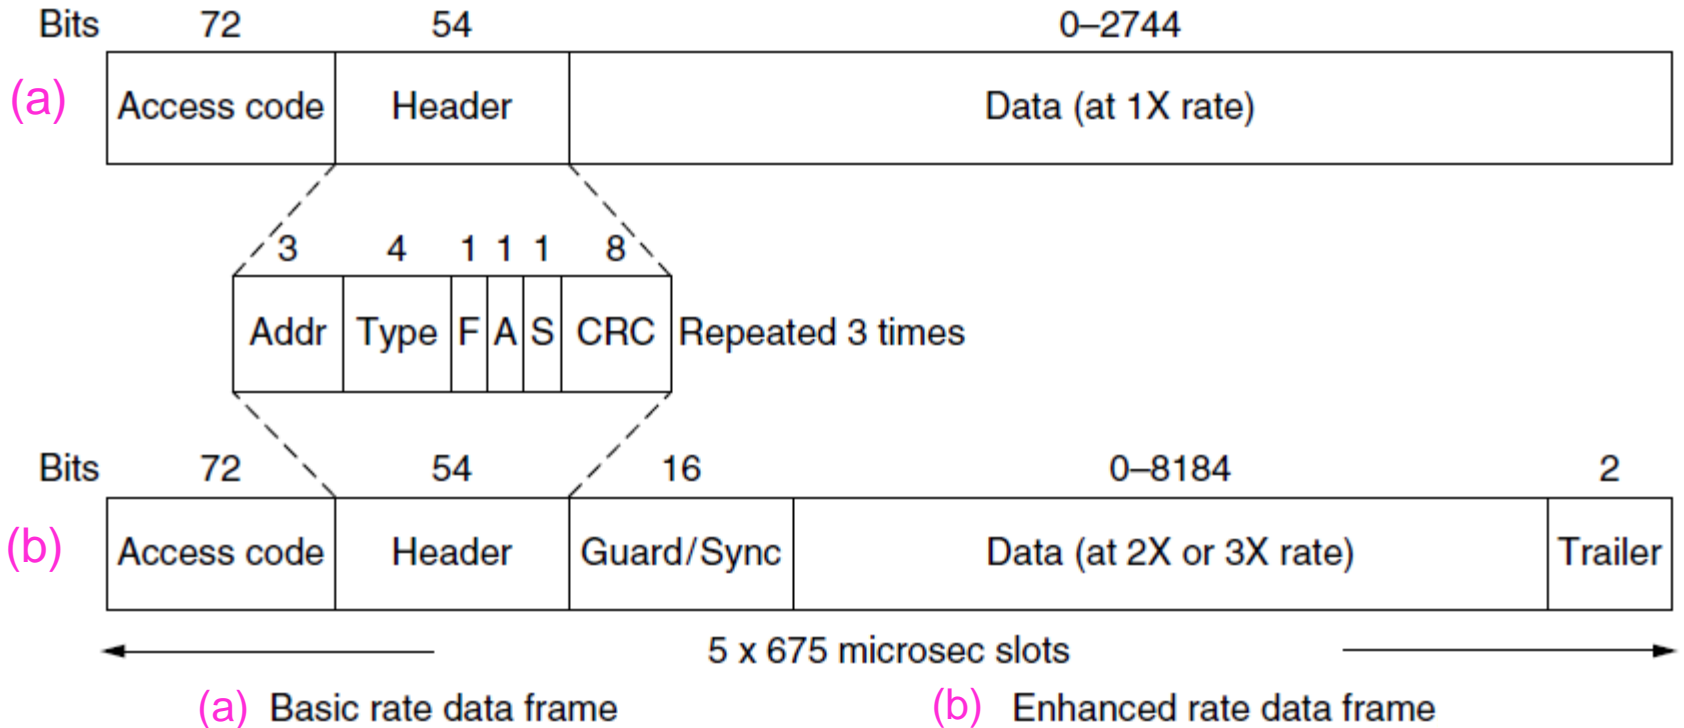 Bits 72 54 0–2744
(a) Access code Header Data (at 1X rate)
3 4 1 1 1 8
Addr Type F A S CRC Repeated 3 times
Bits 72 54 16 0–8184 2
(b) Access code Header Guard/Sync Data (at 2X or 3X rate) Trailer
5 x 675 microsec slots
(a) Basic rate data frame (b) Enhanced rate data frame